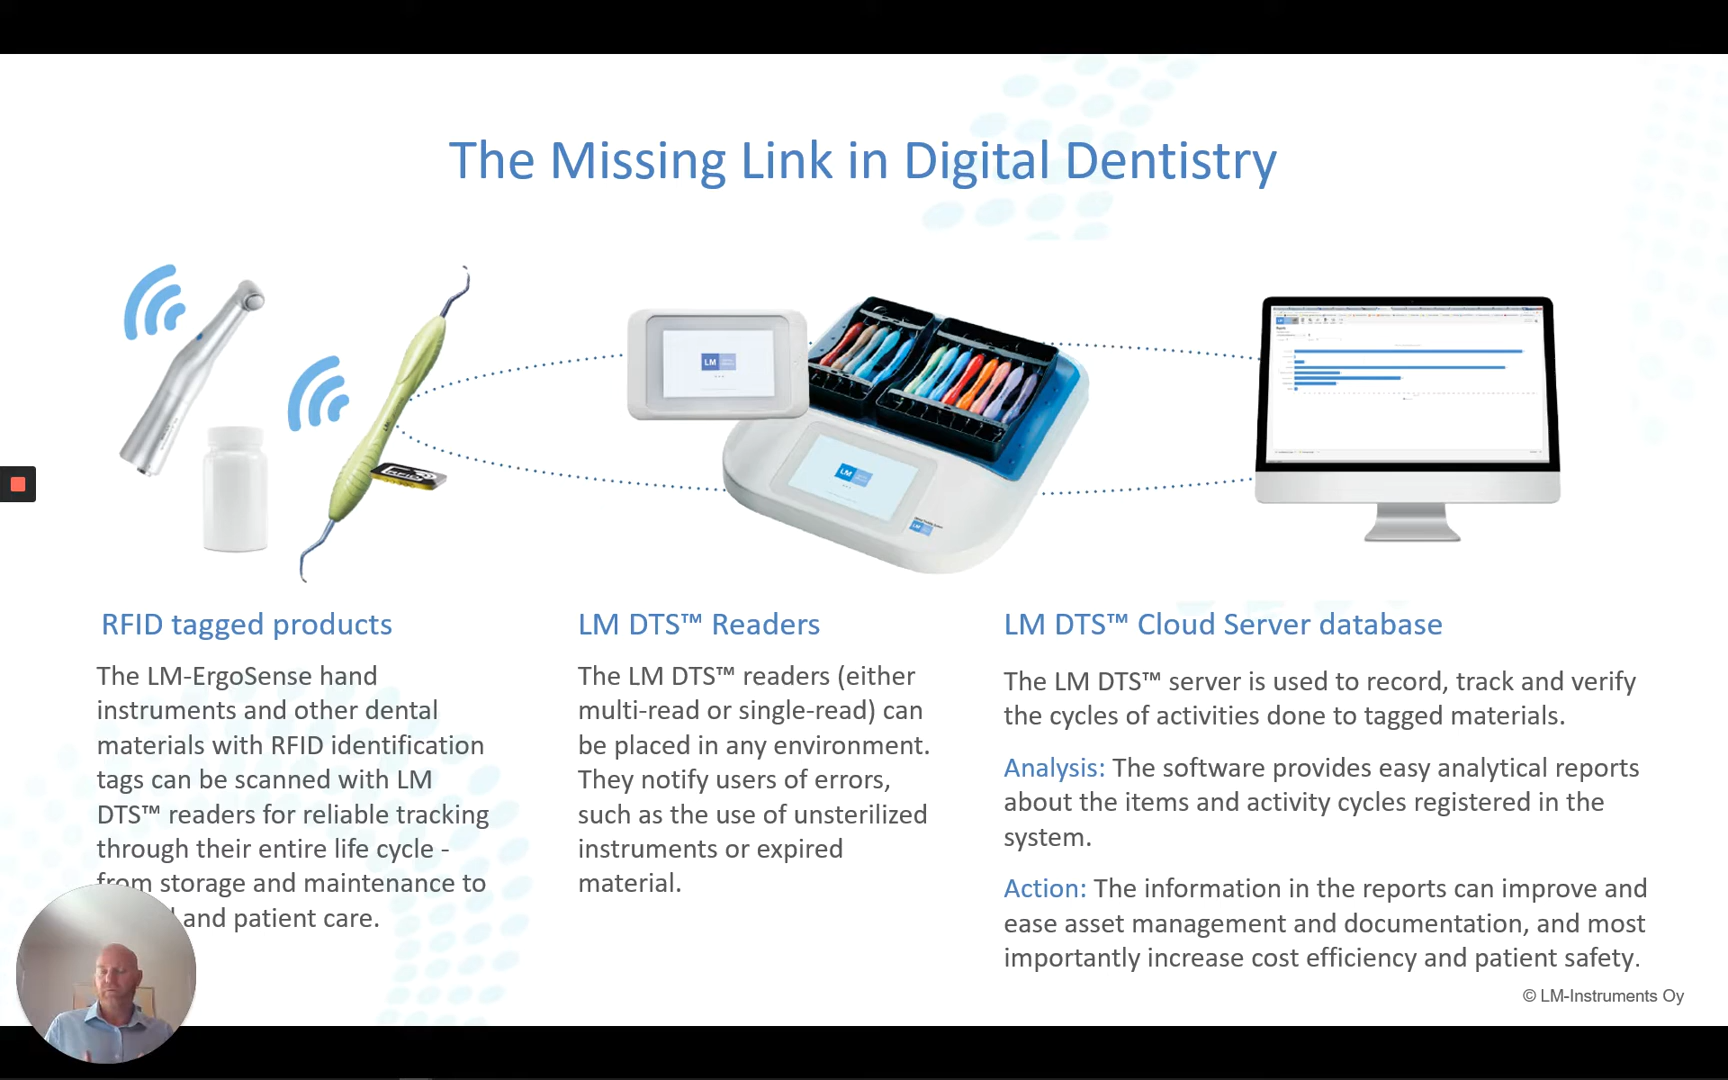 The Missing Link in Digital Dentistry
LM
RFID
LM
LM
LM
RFID tagged products
The LM-ErgoSense hand
instruments and other dental
materials with RFID identification
tags can be scanned with LM
DTS™ readers for reliable tracking
through their entire life cycle -
from storage and maintenance to
and patient care.
LM DTS™ Readers
The LM DTS™ readers (either
multi-read or single-read) can
be placed in any environment.
They notify users of errors,
such as the use of unsterilized
instruments or expired
material.
LM DTS™ Cloud Server database
The LM DTS™ server is used to record, track and verify
the cycles of activities done to tagged materials.
Analysis: The software provides easy analytical reports
about the items and activity cycles registered in the
system.
Action: The information in the reports can improve and
ease asset management and documentation, and most
importantly increase cost efficiency and patient safety.
© LM-Instruments Oy